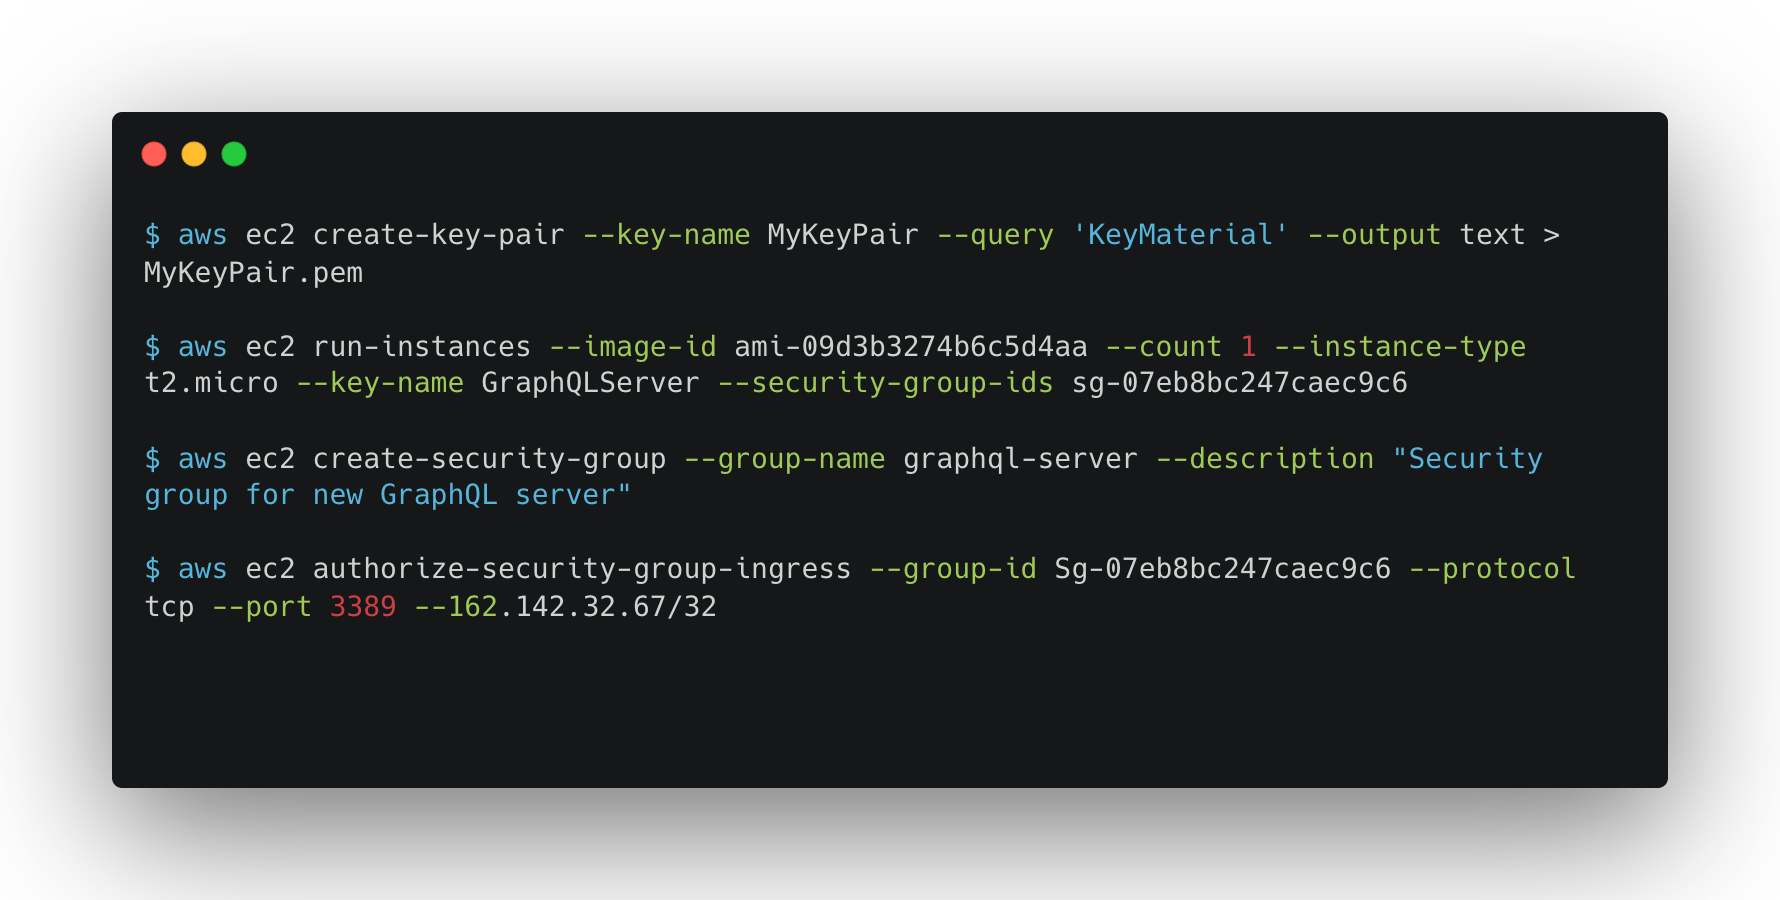 $ aws ec2 create-key-pair --key-name MyKeyPair --query 'KeyMaterial' --output text >
MyKeyPair.pem
$ aws ec2 run-instances --image-id ami-09d3b3274b6c5d4aa --count 1 --instance-type
t2.micro --key-name GraphQLServer --security-group-ids sg-07eb8bc247caec9c6
$ aws ec2 create-security-group --group-name graphql-server --description "Security
group for new GraphQL server"
$ aws ec2 authorize-security-group-ingress --group-id Sg-07eb8bc247caec9c6 --protocol
tcp --port 3389 --162.142.32.67/32